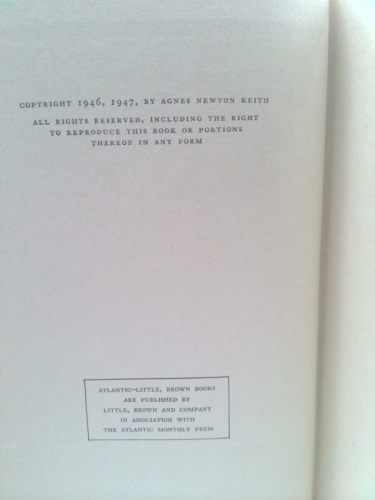 COPYRIGHT 1946, 1947, BY AGNES NEWTON KEITH
ALL RIGHTS RESERVED, INCLUDING THE RIGHT
TO REPRODUCE THIS BOOK OR PORTIONS
THEREOF IN ANY FORM
ATLANTIC–LITTLE, BROWN BOOKS
ARE PUBLISHED BY
LITTLE, BROWN AND COMPANY
IN ASSOCIATION WITH
THE ATLANTIC MONTHLY PRESS